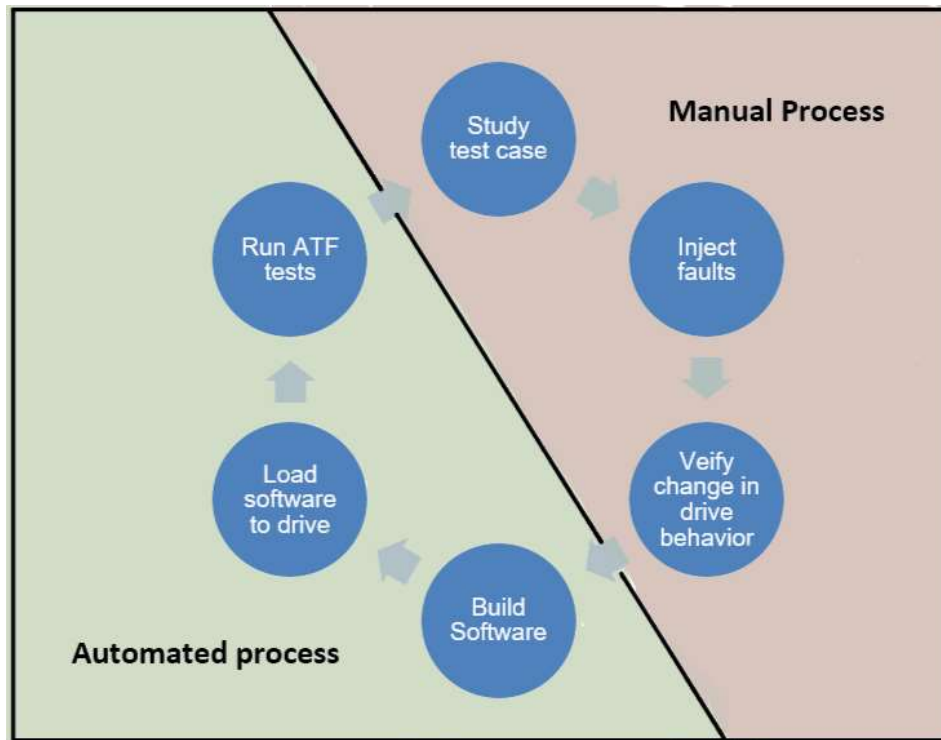 Study
test case
Manual Process
Run ATF
tests
Inject
faults
Load
software
to drive
Veify
change in
drive
behavior
Build
Software
Automated process